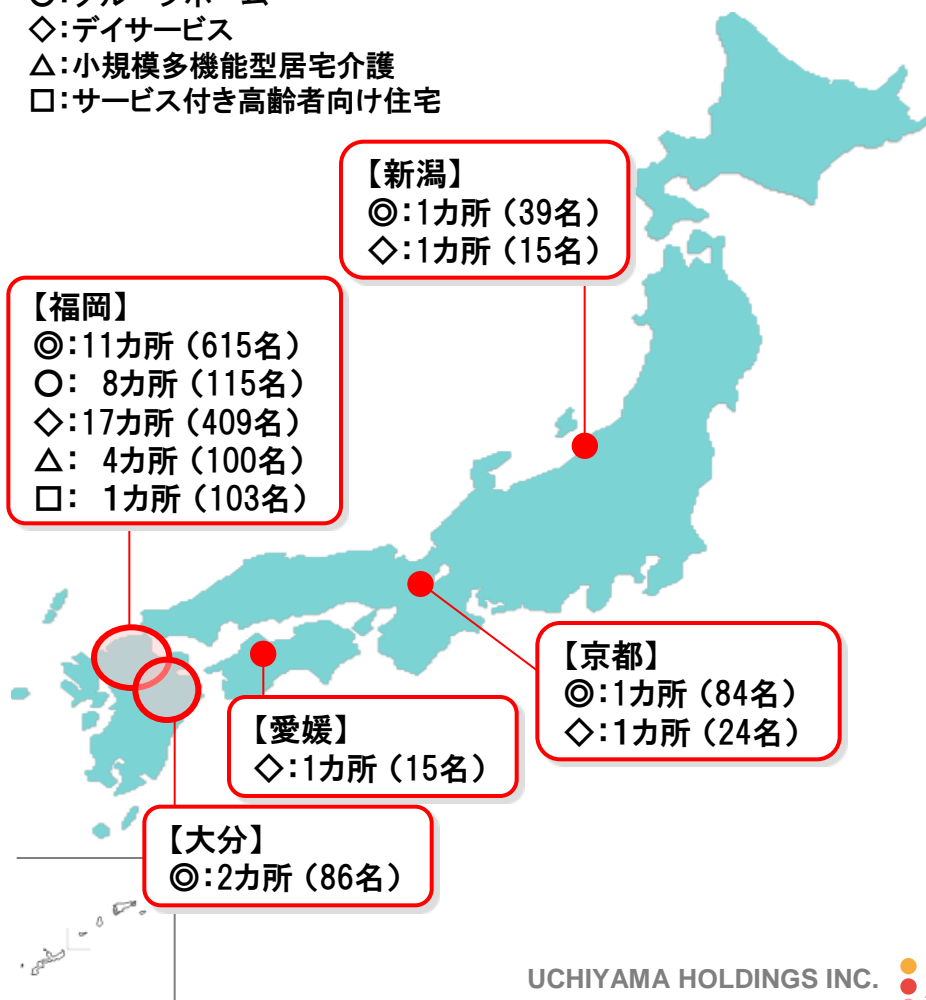 ◇:デイサービス
△:小規模多機能型居宅介護
□:サービス付き高齢者向け住宅
【新潟】
◎:1カ所(39名)
◇:1カ所(15名)
【福岡】
◎:11カ所(615名)
○: 8カ所(115名)
◇:17カ所(409名)
△: 4カ所(100名)
□: 1カ所(103名)
【京都】
◎:1カ所(84名)
◇:1カ所(24名)
【愛媛】
◇:1カ所(15名)
【大分】
◎:2カ所(86名)
UCHIYAMA HOLDINGS INC.